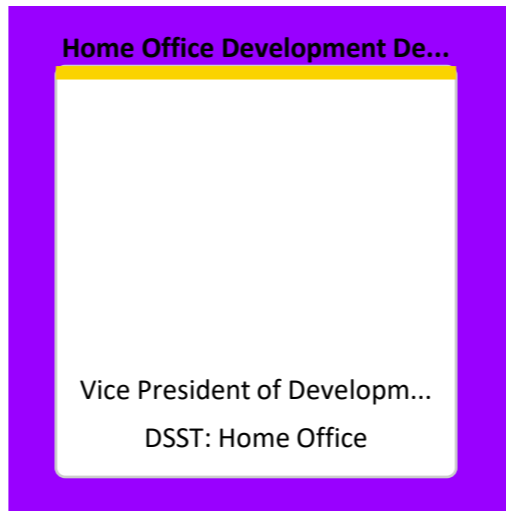 Home Office Development De...
Vice President of Developm...
DSST: Home Office